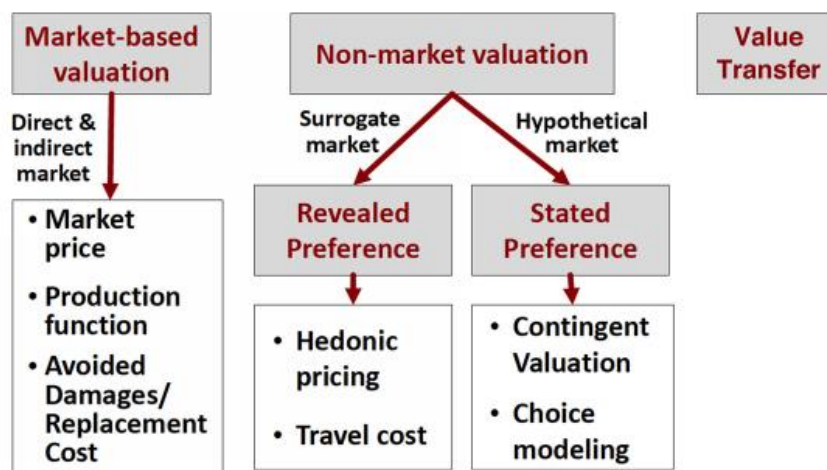 Market-based
valuation
Non-market valuation
Value
Transfer
Direct &
indirect
market
Surrogate
market
Hypothetical
market
• Market
price
• Production
function
• Avoided
Damages/
Replacement
Cost
Revealed
Preference
Stated
Preference
• Hedonic
pricing
• Travel cost
• Contingent
Valuation
• Choice
modeling